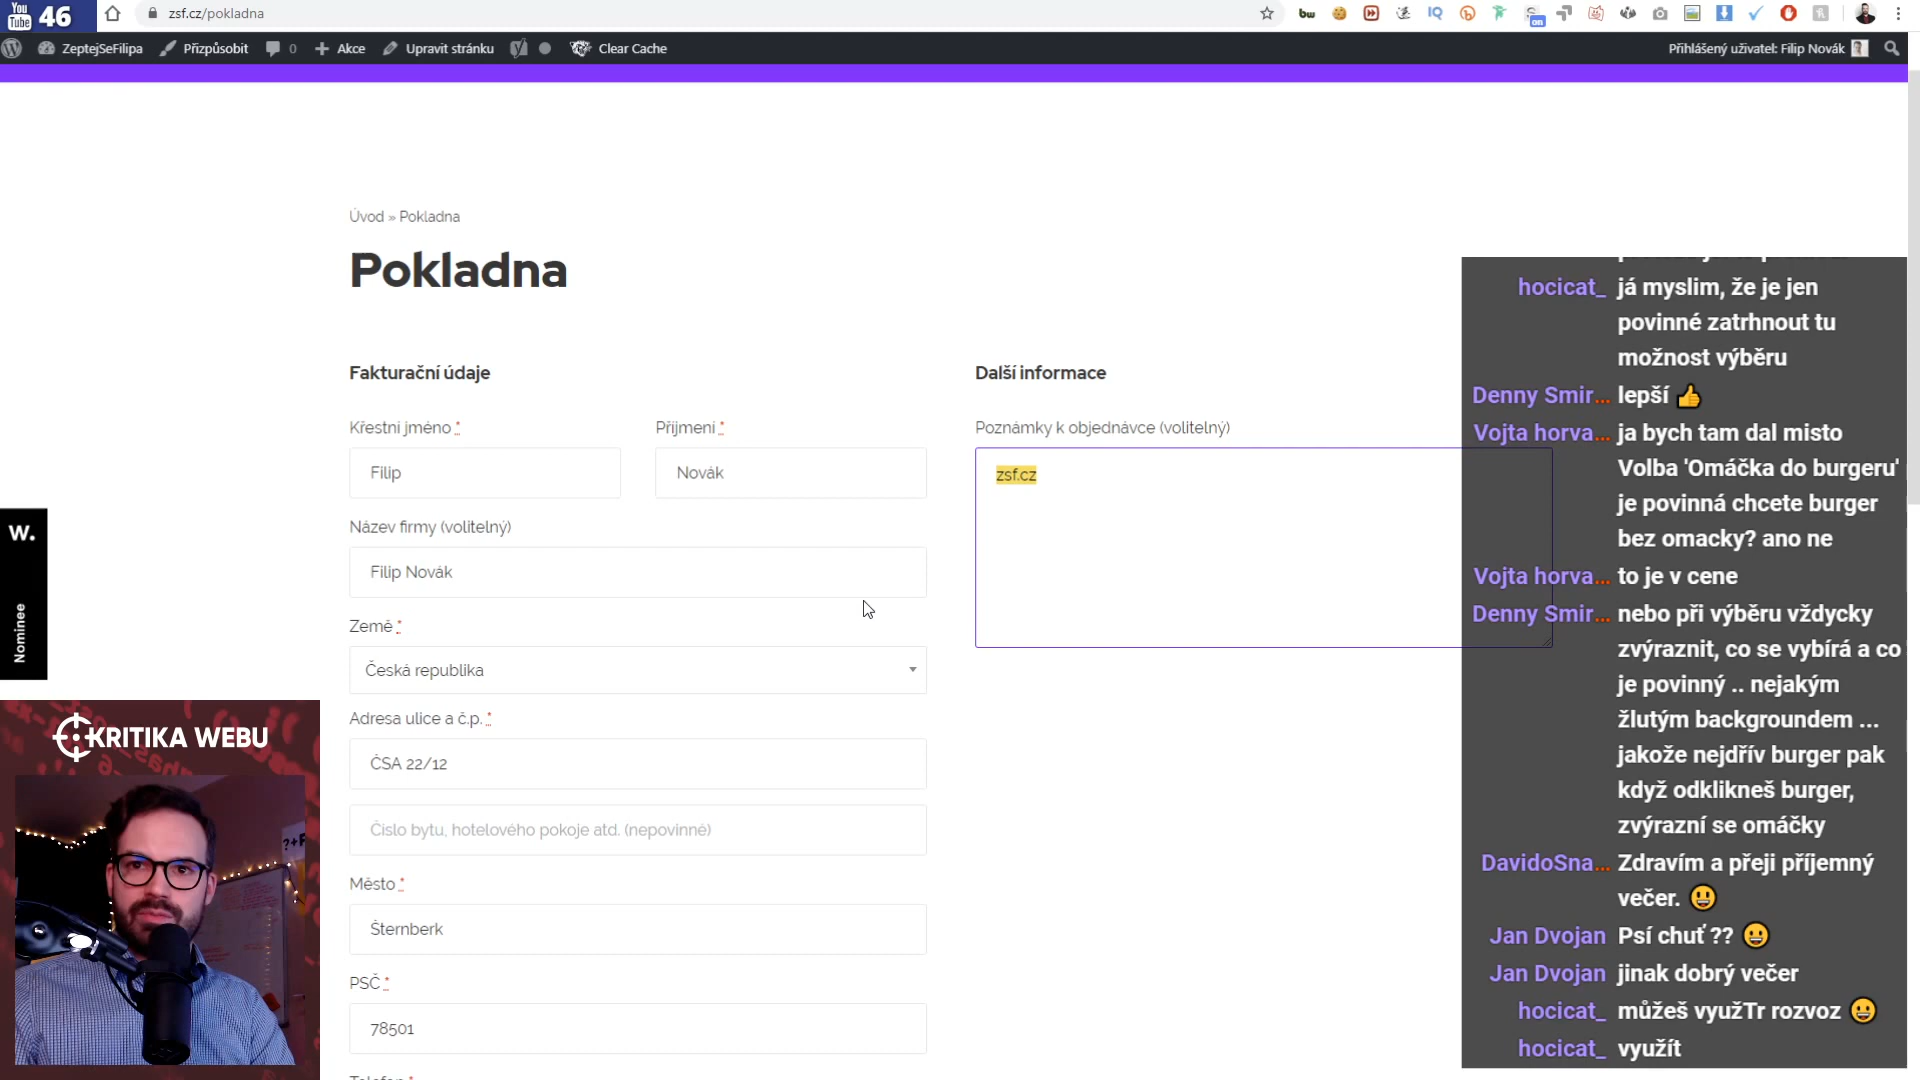 You
Tube 46
zsf.cz/pokladna
ZeptejSeFilipa
Přizpůsobit
0
Akce
Upravit stránku
Clear Cache
Přihlášený uživatel: Filip Novák
Úvod » Pokladna
Pokladna
Fakturační údaje
Křestní jméno *
Příjmení *
Filip
Novák
Název firmy (volitelný)
Filip Novák
Země *
Česká republika
Adresa ulice a č.p. *
ČSA 22/12
Číslo bytu, hotelového pokoje atd. (nepovinné)
Město *
Šternberk
PSČ *
78501
Telefon *
Další informace
Poznámky k objednávce (volitelný)
zsf.cz
W.
Nominee
KRITIKA WEBU
hocicat_ já myslim, že je jen
povinné zatrhnout tu
možnost výběru
Denny Smir... lepší 👍
Vojta horva... ja bych tam dal misto
Volba 'Omáčka do burgeru'
je povinná chcete burger
bez omacky? ano ne
Vojta horva... to je v cene
Denny Smir... nebo při výběru vždycky
zvýraznit, co se vybírá a co
je povinný .. nejakým
žlutým backgroundem ...
jakože nejdřív burger pak
když odklikneš burger,
zvýrazní se omáčky
DavidoSna... Zdravím a přeji příjemný
večer. 😀
Jan Dvojan Psí chuť ?? 😀
Jan Dvojan jinak dobrý večer
hocicat_ můžeš využTr rozvoz 😀
hocicat_ využít